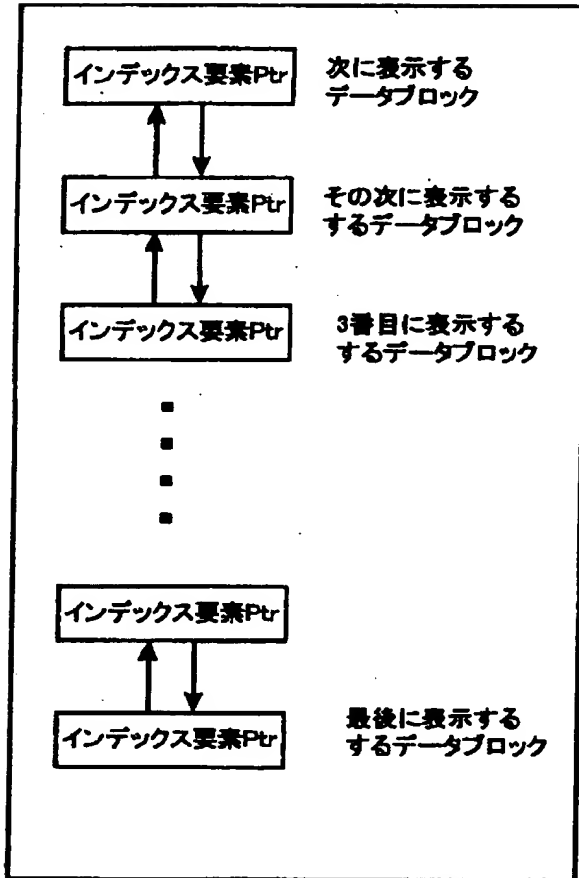 インデックス要素Ptr
次に表示する
データブロック
インデックス要素Ptr
その次に表示する
するデータブロック
インデックス要素Ptr
3番目に表示する
するデータブロック
インデックス要素Ptr
インデックス要素Ptr
最後に表示する
するデータブロック